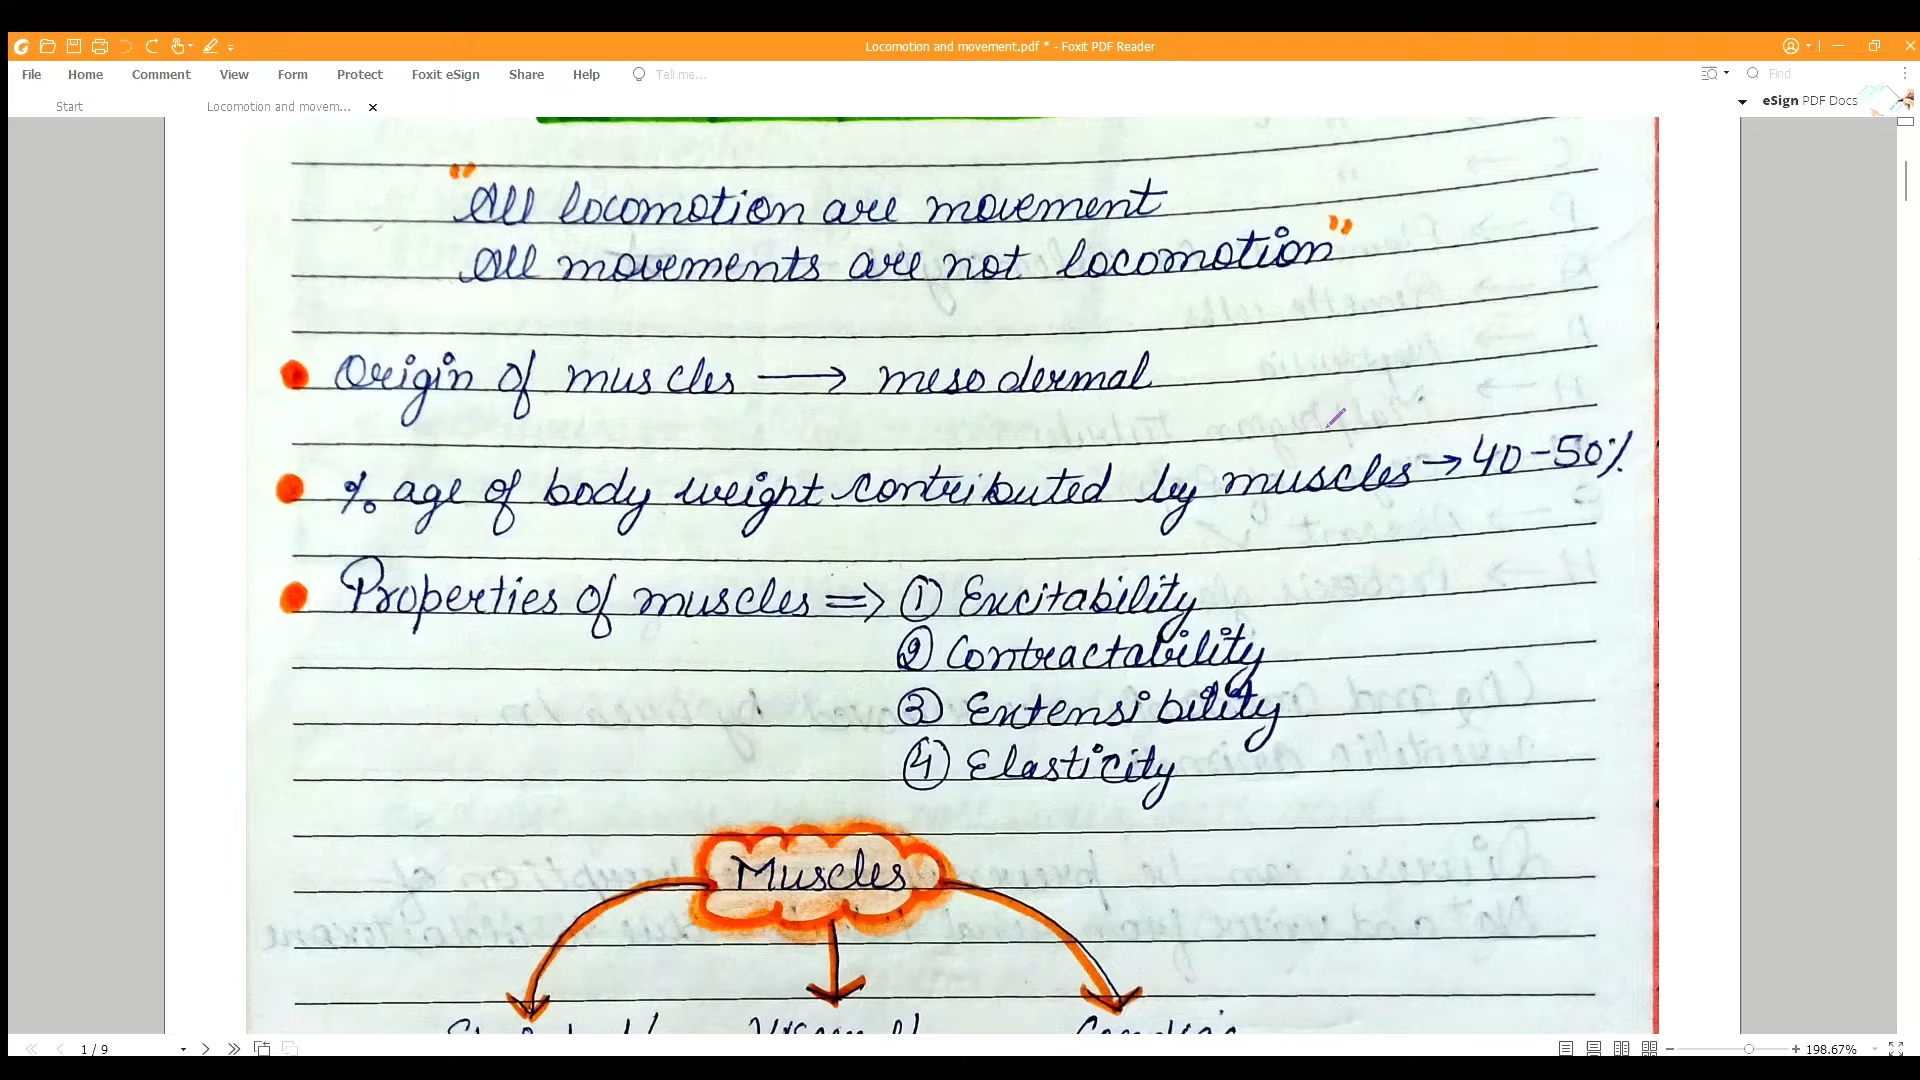 Locomotion and movement.pdf * - Foxit PDF Reader
File Home Comment View Form Protect Foxit eSign Share Help Tell me... Find
Start Locomotion and movem... eSign PDF Docs
"All locomotion are movement
All movements are not locomotion"
Origin of muscles → mesodermal
% age of body weight contributed by muscles → 40-50%
Properties of muscles ⇒ ① Excitability
② Contractability
③ Extensibility
④ Elasticity
Muscles
1 / 9 198.67%